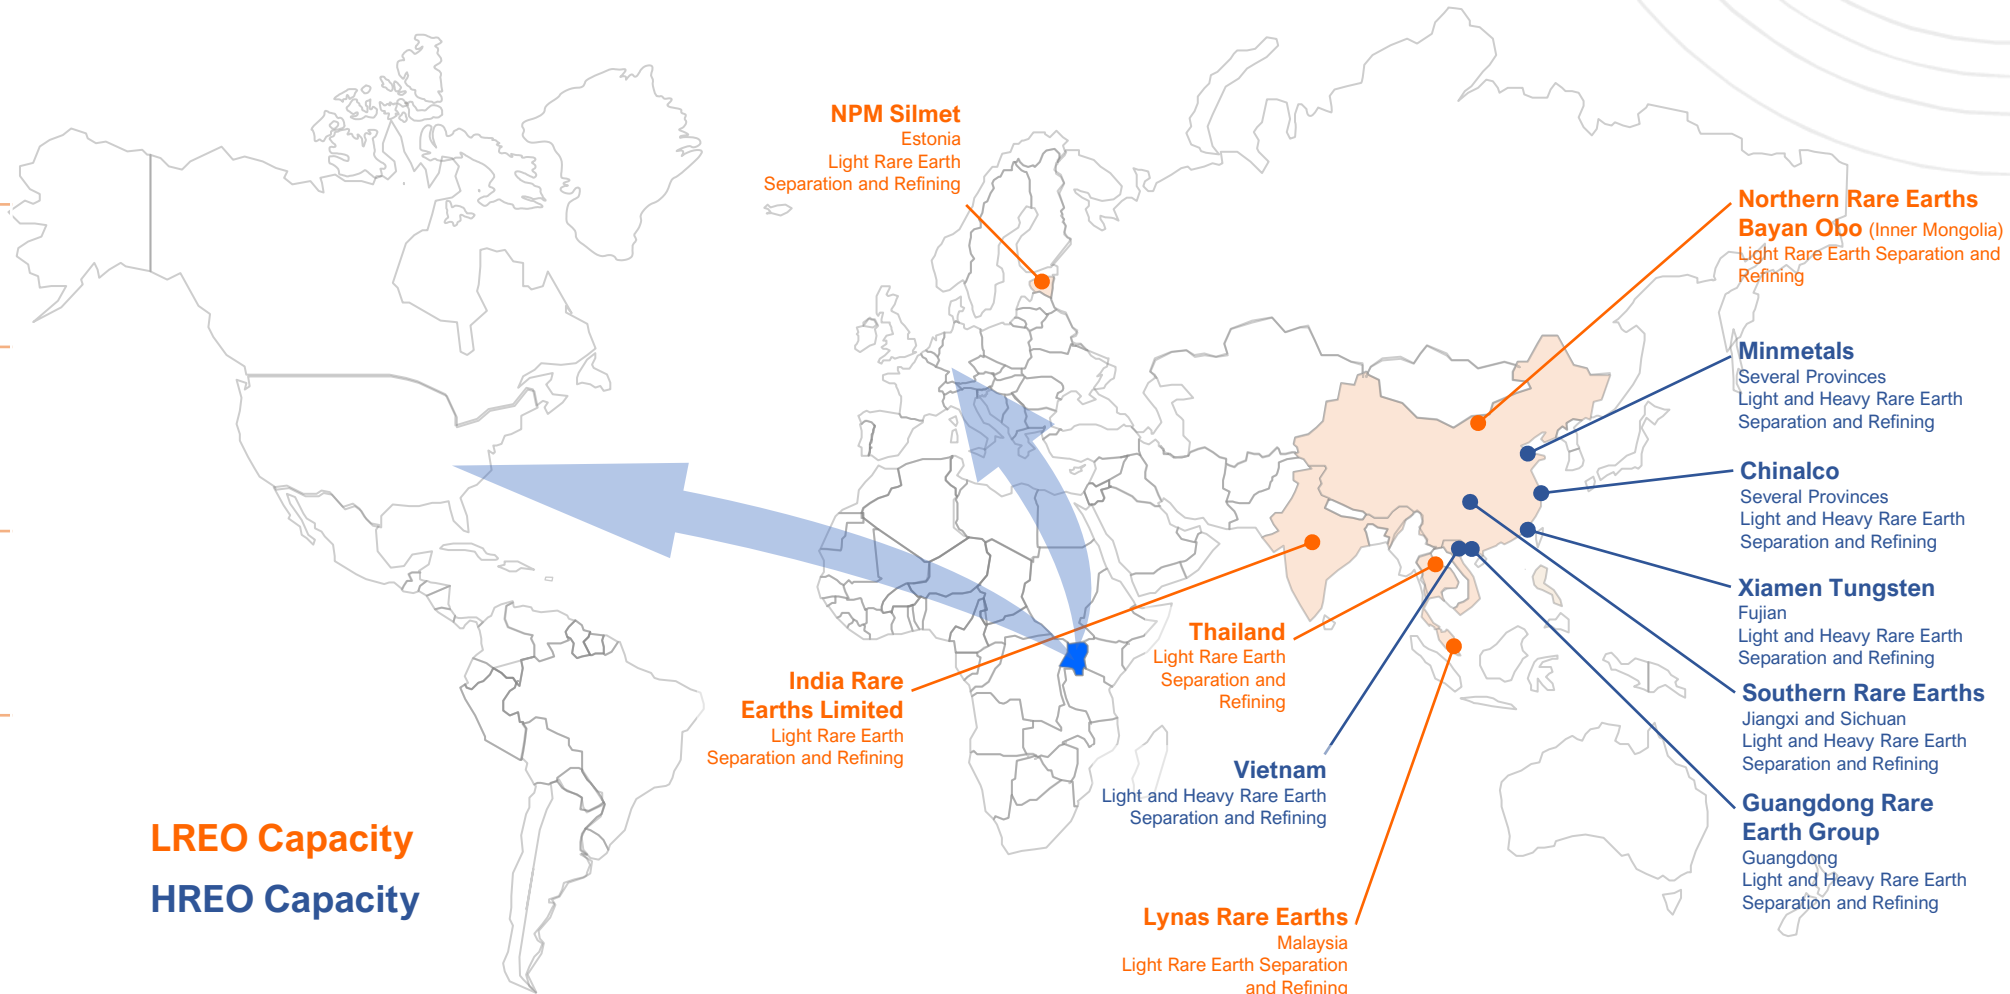 NPM Silmet
Estonia
Light Rare Earth
Separation and Refining
Northern Rare Earths
Bayan Obo (Inner Mongolia)
Light Rare Earth Separation and
Refining
Minmetals
Several Provinces
Light and Heavy Rare Earth
Separation and Refining
Chinalco
Several Provinces
Light and Heavy Rare Earth
Separation and Refining
Xiamen Tungsten
Fujian
Light and Heavy Rare Earth
Separation and Refining
Southern Rare Earths
Jiangxi and Sichuan
Light and Heavy Rare Earth
Separation and Refining
Guangdong Rare
Earth Group
Guangdong
Light and Heavy Rare Earth
Separation and Refining
Thailand
Light Rare Earth
Separation and
Refining
India Rare
Earths Limited
Light Rare Earth
Separation and Refining
Vietnam
Light and Heavy Rare Earth
Separation and Refining
Lynas Rare Earths
Malaysia
Light Rare Earth Separation
and Refining
LREO Capacity
HREO Capacity